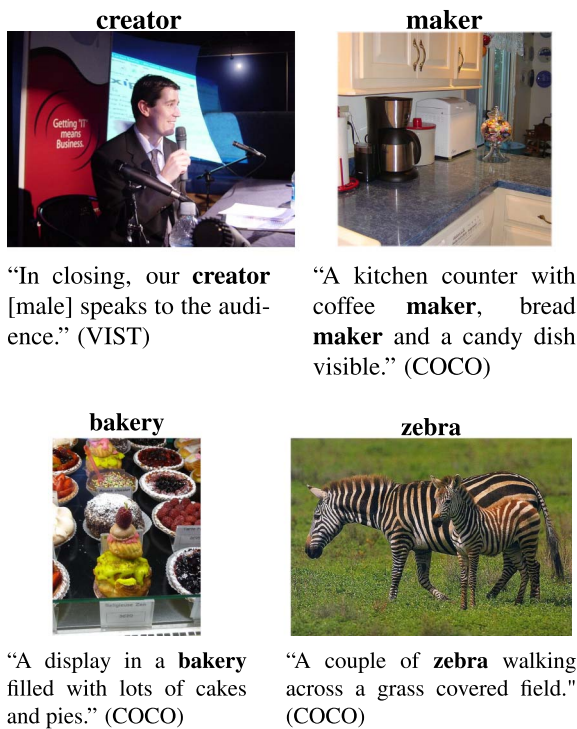 creator
maker
Getting "IT"
means
Business.
“In closing, our creator
[male] speaks to the audi-
ence.” (VIST)
“A kitchen counter with
coffee maker, bread
maker and a candy dish
visible.” (COCO)
bakery
zebra
“A display in a bakery
filled with lots of cakes
and pies.” (COCO)
“A couple of zebra walking
across a grass covered field."
(COCO)